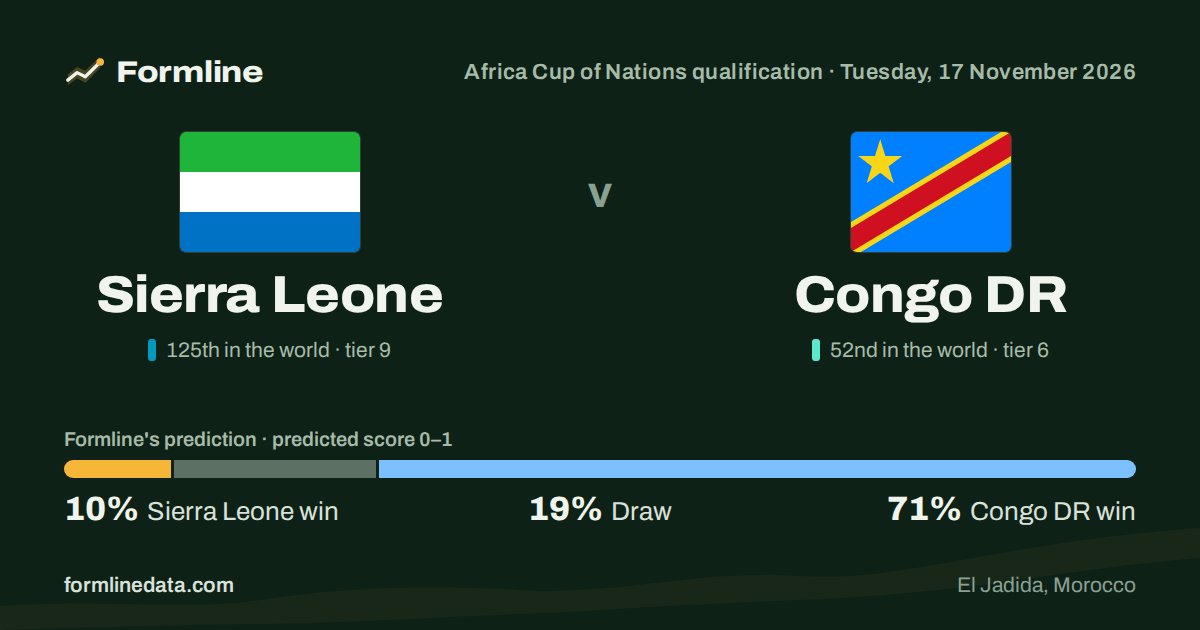 Formline
Africa Cup of Nations qualification · Tuesday, 17 November 2026
v
Sierra Leone
Congo DR
125th in the world · tier 9
52nd in the world · tier 6
Formline's prediction · predicted score 0–1
10% Sierra Leone win
19% Draw
71% Congo DR win
formlinedata.com
El Jadida, Morocco